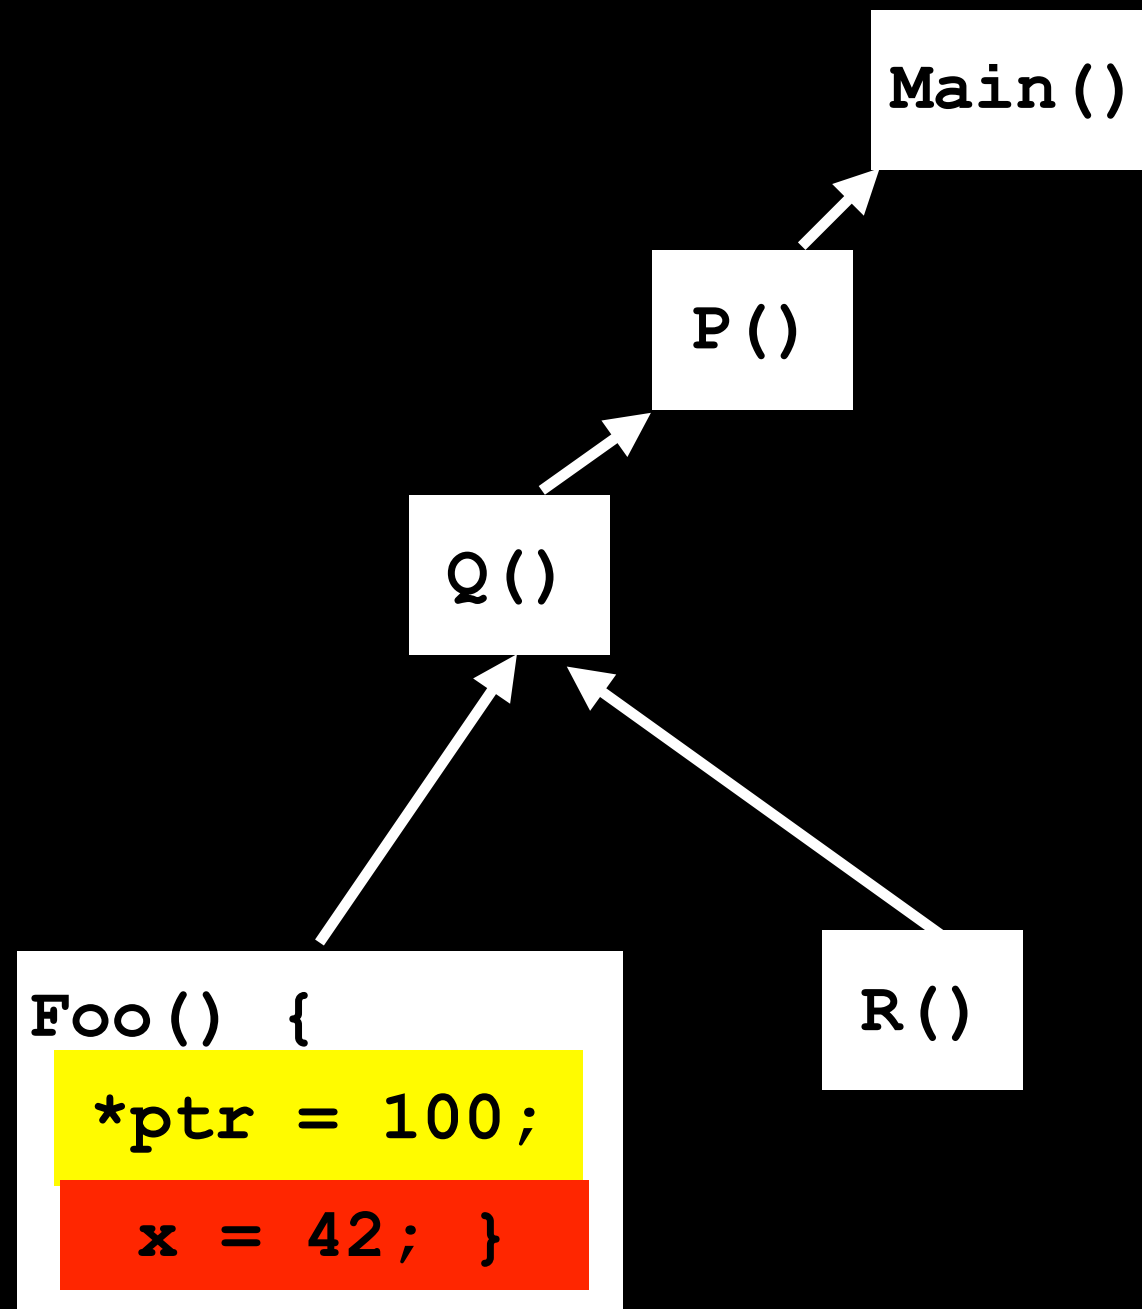 Main()
P()
Q()
Foo() {
*ptr = 100;
x = 42; }
R()